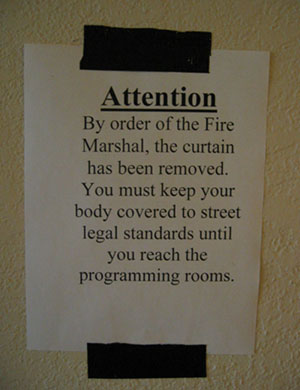 Attention
By order of the Fire
Marshal, the curtain
has been removed.
You must keep your
body covered to street
legal standards until
you reach the
programming rooms.